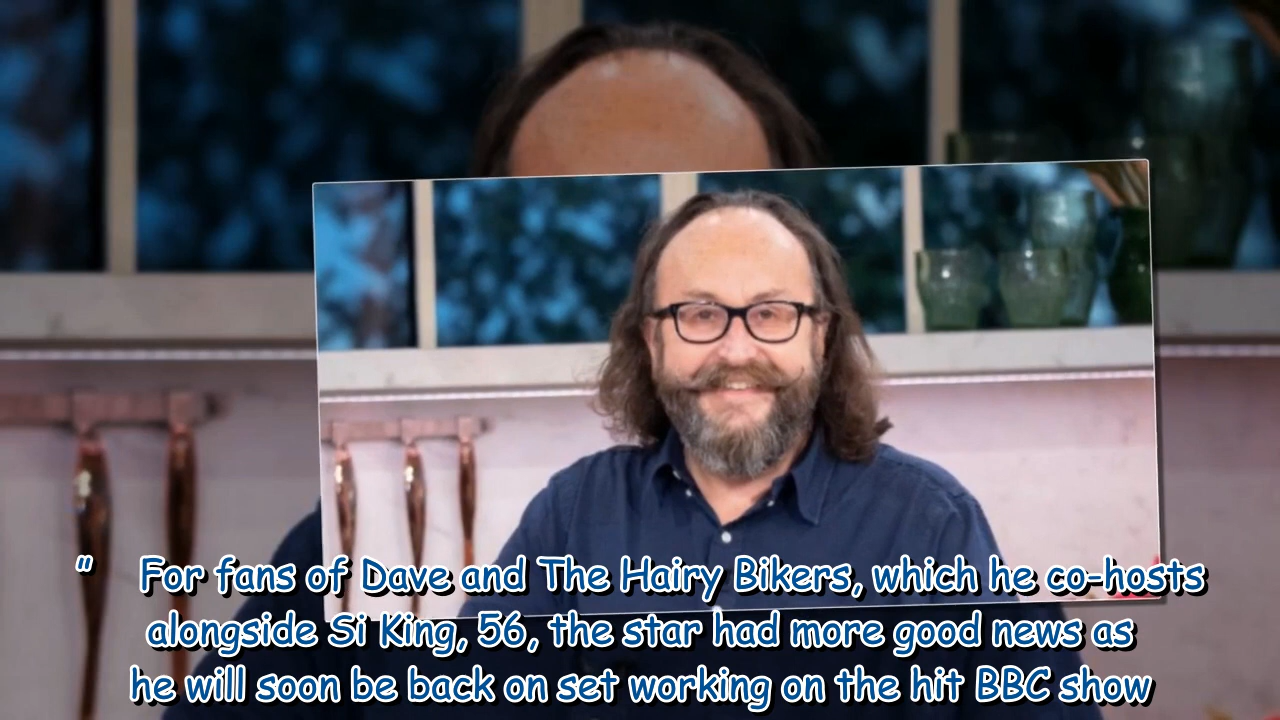 ” For fans of Dave and The Hairy Bikers, which he co-hosts
alongside Si King, 56, the star had more good news as
he will soon be back on set working on the hit BBC show